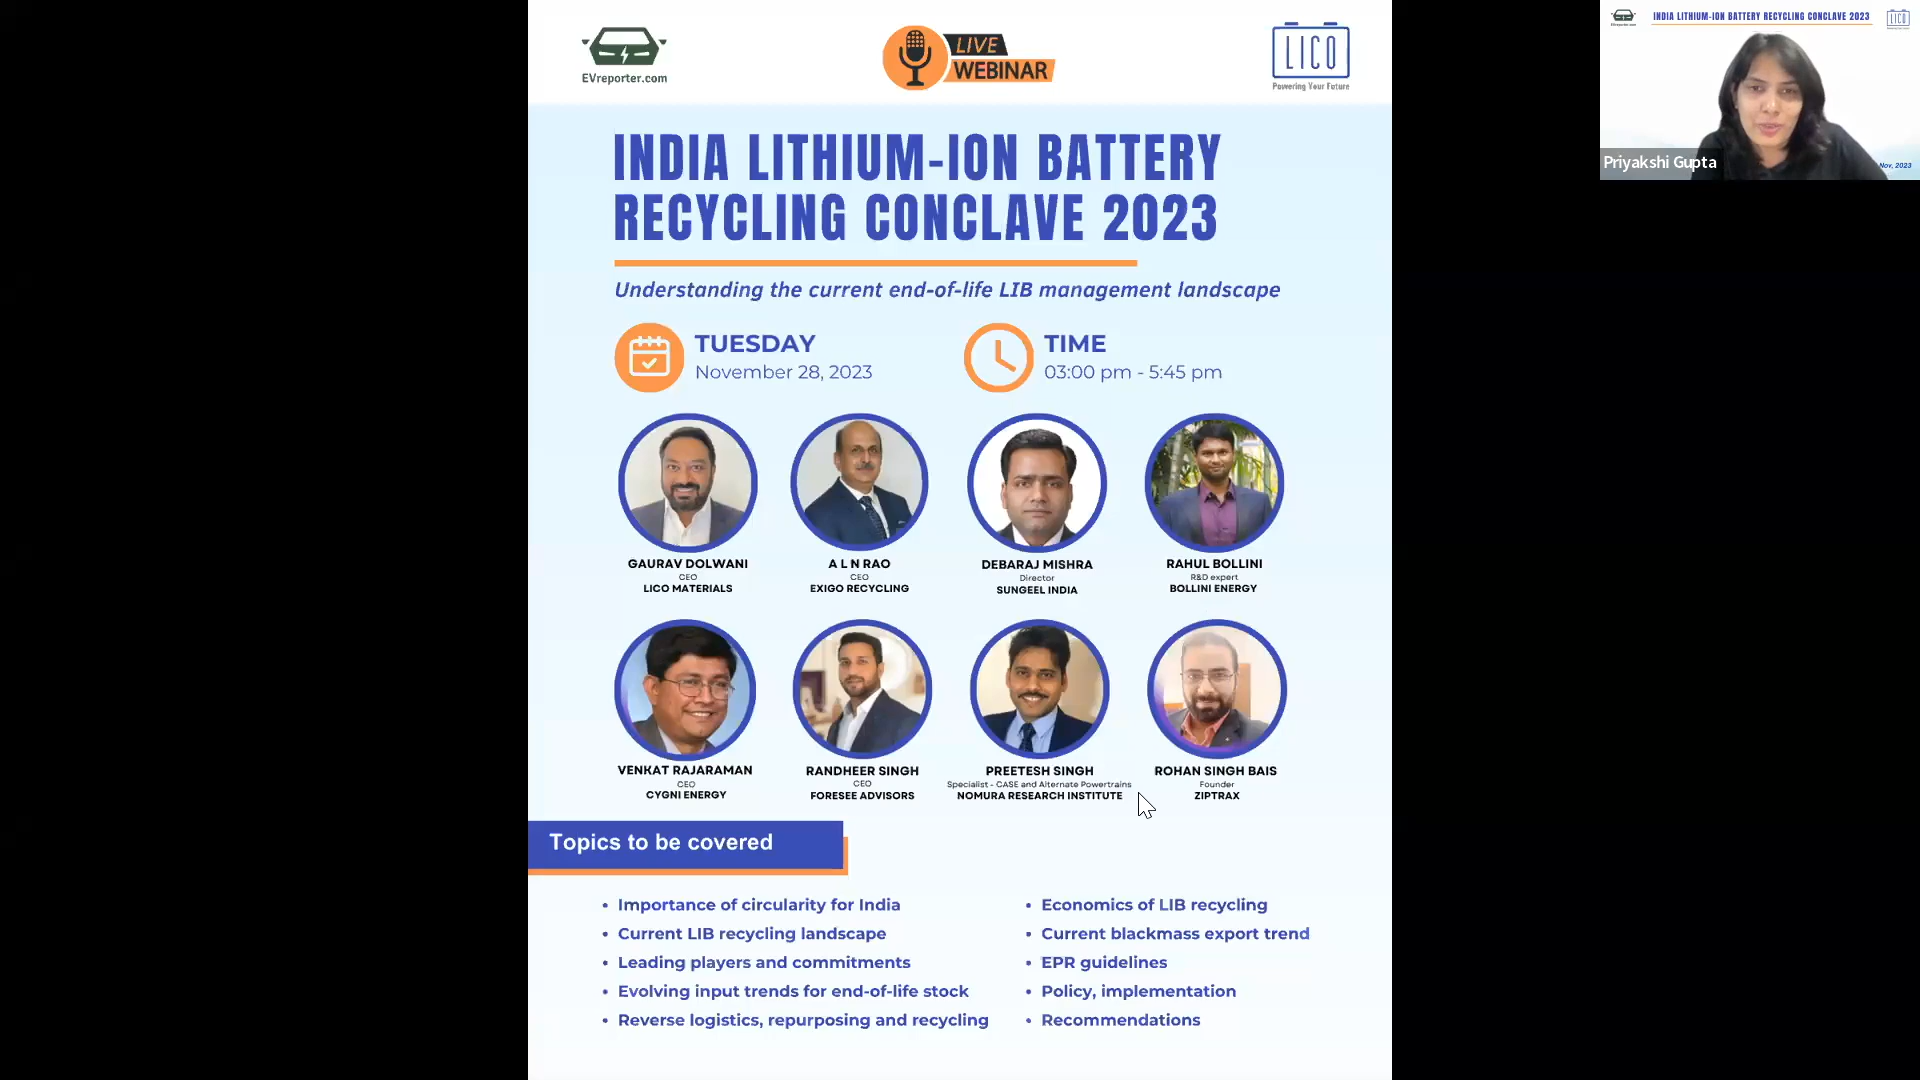 EVreporter.com
LIVE
WEBINAR
LICO
Powering Your Future
INDIA LITHIUM-ION BATTERY
RECYCLING CONCLAVE 2023
Understanding the current end-of-life LIB management landscape
TUESDAY
November 28, 2023
TIME
03:00 pm - 5:45 pm
GAURAV DOLWANI
CEO
LICO MATERIALS
A L N RAO
CEO
EXIGO RECYCLING
DEBARAJ MISHRA
Director
SUNGEEL INDIA
RAHUL BOLLINI
R&D expert
BOLLINI ENERGY
VENKAT RAJARAMAN
CEO
CYGNI ENERGY
RANDHEER SINGH
CEO
FORESEE ADVISORS
PREETESH SINGH
Specialist - CASE and Alternate Powertrains
NOMURA RESEARCH INSTITUTE
ROHAN SINGH BAIS
Founder
ZIPTRAX
Topics to be covered
• Importance of circularity for India
• Current LIB recycling landscape
• Leading players and commitments
• Evolving input trends for end-of-life stock
• Reverse logistics, repurposing and recycling
• Economics of LIB recycling
• Current blackmass export trend
• EPR guidelines
• Policy, implementation
• Recommendations
INDIA LITHIUM-ION BATTERY RECYCLING CONCLAVE 2023
LICO
Priyakshi Gupta
Nov, 2023